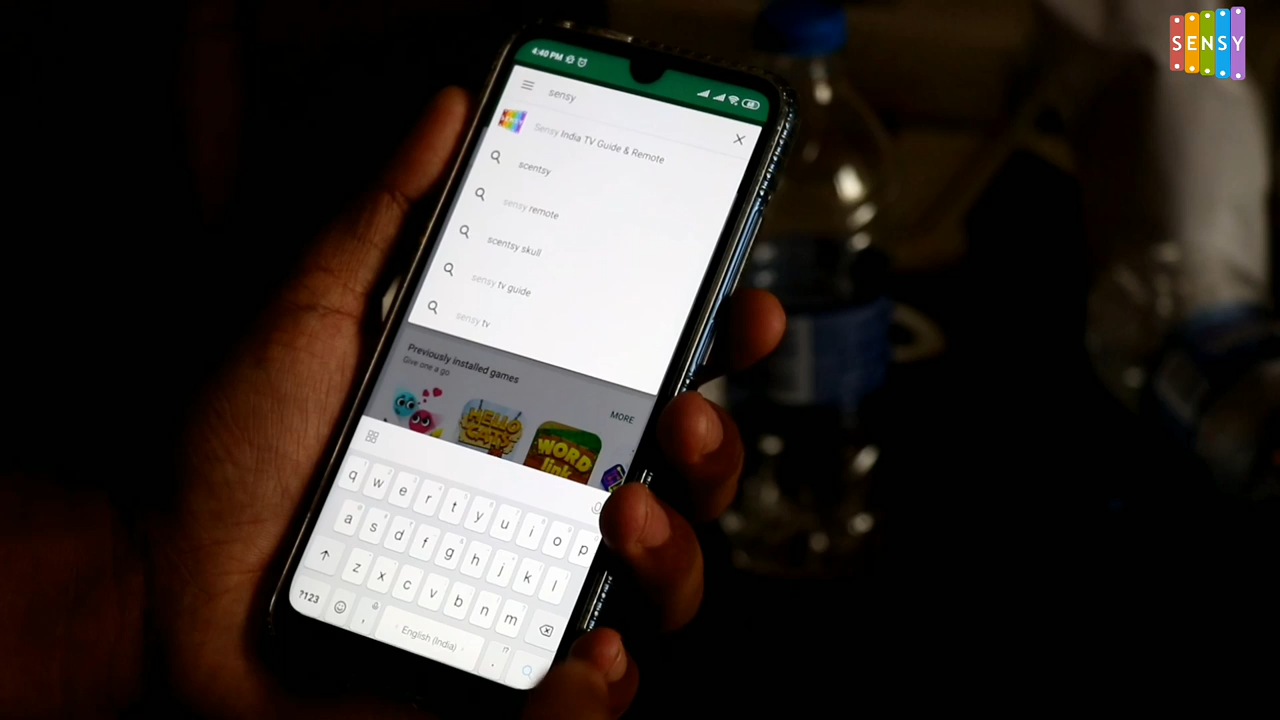 SENSY
4:40 PM
sensy
SENSY
Sensy India TV Guide & Remote
scentsy
sensy remote
scentsy skull
sensy tv guide
sensy tv
Previously installed games
Give one a go
MORE
HELLO
CATS
WORD
link
q w e r t y u i o p
a s d f g h j k l
z x c v b n m
?123 , English (India) .